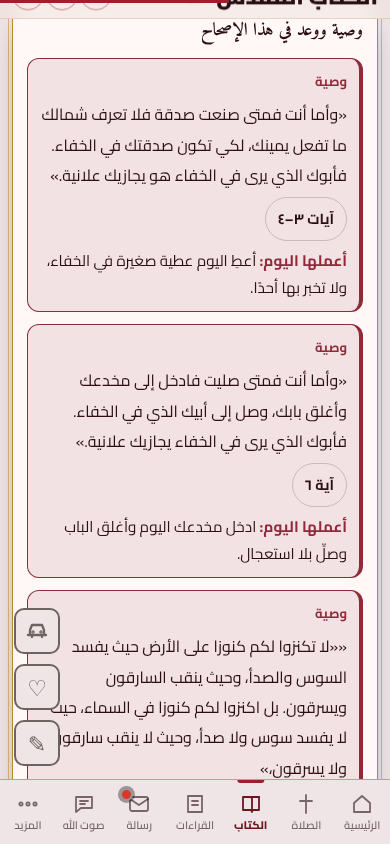 الكتاب المقدس
وصية ووعد في هذا الإصحاح
وصية
«وأما أنت فمتى صنعت صدقة فلا تعرف شمالك
ما تفعل يمينك، لكي تكون صدقتك في الخفاء.
فأبوك الذي يرى في الخفاء هو يجازيك علانية.»
آيات ٣–٤
أعملها اليوم: أعطِ اليوم عطية صغيرة في الخفاء،
ولا تخبر بها أحدًا.
وصية
«وأما أنت فمتى صليت فادخل إلى مخدعك
وأغلق بابك، وصل إلى أبيك الذي في الخفاء.
فأبوك الذي يرى في الخفاء يجازيك علانية.»
آية ٦
أعملها اليوم: ادخل مخدعك اليوم وأغلق الباب
وصلِّ بلا استعجال.
وصية
«»لا تكنزوا لكم كنوزا على الأرض حيث يفسد
السوس والصدأ، وحيث ينقب السارقون
ويسرقون. بل اكنزوا لكم كنوزا في السماء، حيث
لا يفسد سوس ولا صدأ، وحيث لا ينقب سارقون
ولا يسرقون،»
الرئيسية
الصلاة
الكتاب
القراءات
رسالة
صوت الله
المزيد